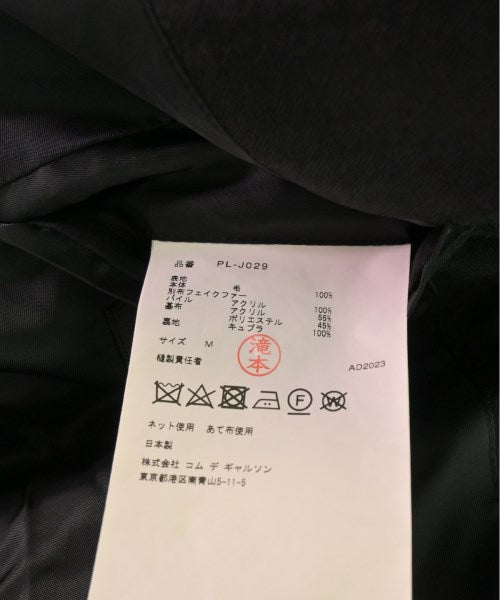 品番 PL-J029
表地
本体 毛 100%
別布フェイクファー
パイル アクリル 100%
基布 アクリル 55%
ポリエステル 45%
裏地 キュプラ 100%
サイズ M
縫製責任者 滝本 AD2023
F W
ネット使用 あて布使用
日本製
株式会社 コム デ ギャルソン
東京都港区南青山5-11-5